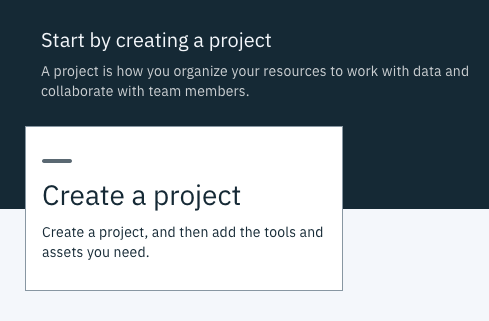 Start by creating a project
A project is how you organize your resources to work with data and
collaborate with team members.
Create a project
Create a project, and then add the tools and
assets you need.